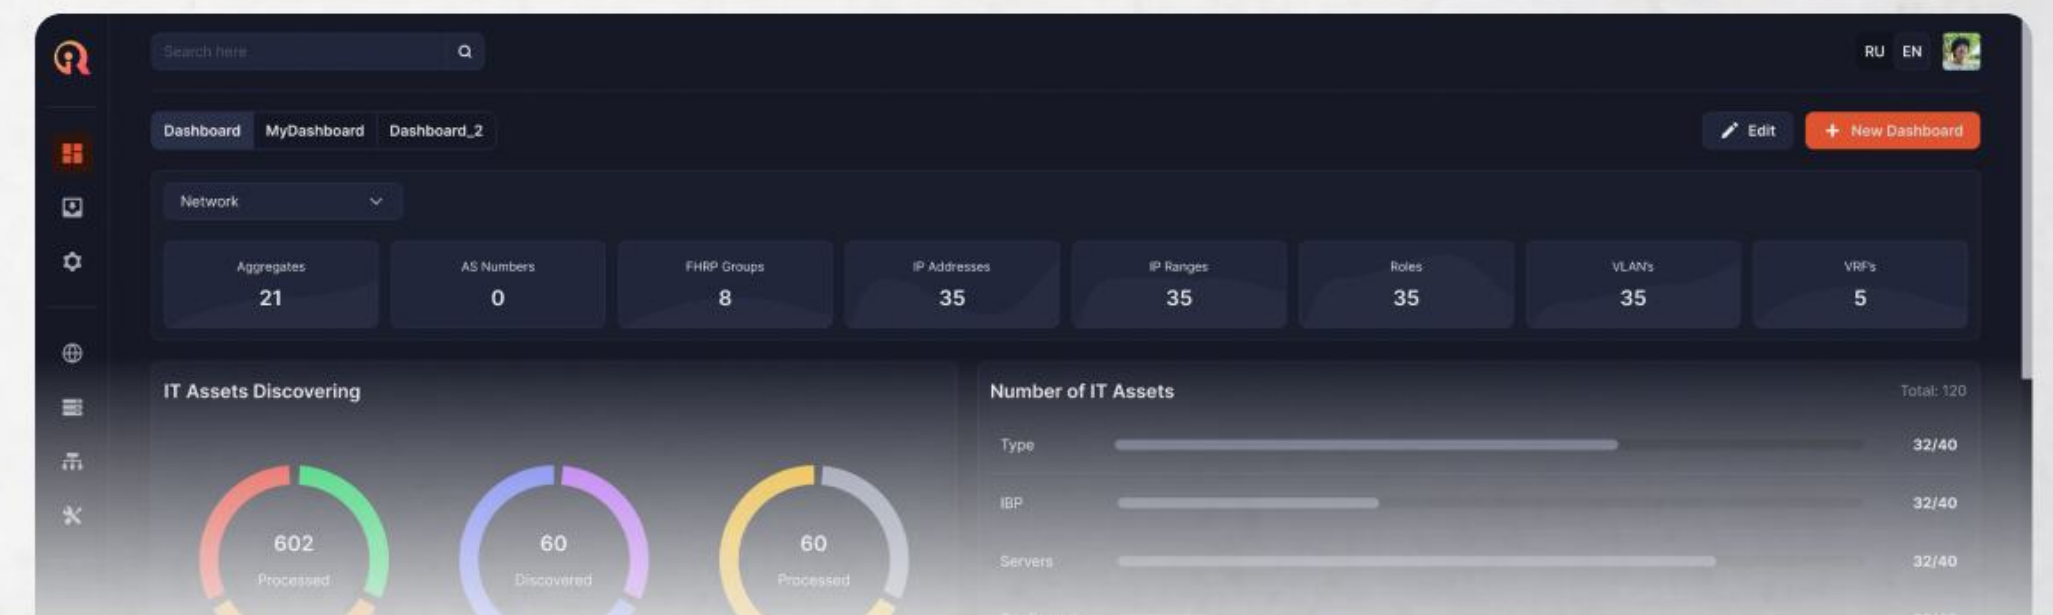 Search here
RU EN
Dashboard MyDashboard Dashboard_2
Edit + New Dashboard
Network
Aggregates AS Numbers FHRP Groups IP Addresses IP Ranges Roles VLAN's VRF's
21 0 8 35 35 35 35 5
IT Assets Discovering
602
Processed
60
Discovered
60
Processed
Number of IT Assets Total: 120
Type 32/40
IBP 32/40
Servers 32/40